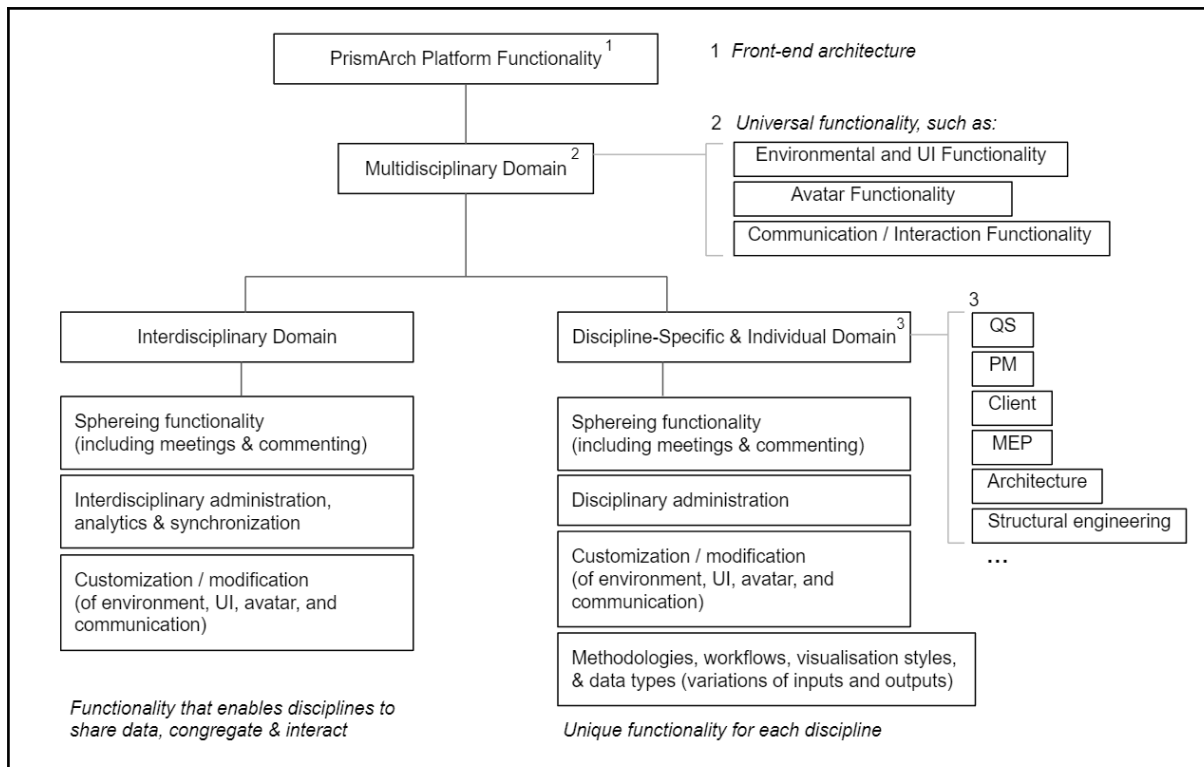 PrismArch Platform Functionality 1
1 Front-end architecture
Multidisciplinary Domain 2
2 Universal functionality, such as:
Environmental and UI Functionality
Avatar Functionality
Communication / Interaction Functionality
Interdisciplinary Domain
Sphereing functionality
(including meetings & commenting)
Interdisciplinary administration,
analytics & synchronization
Customization / modification
(of environment, UI, avatar, and
communication)
Functionality that enables disciplines to
share data, congregate & interact
Discipline-Specific & Individual Domain 3
Sphereing functionality
(including meetings & commenting)
Disciplinary administration
Customization / modification
(of environment, UI, avatar, and
communication)
Methodologies, workflows, visualisation styles,
& data types (variations of inputs and outputs)
Unique functionality for each discipline
3
QS
PM
Client
MEP
Architecture
Structural engineering
...